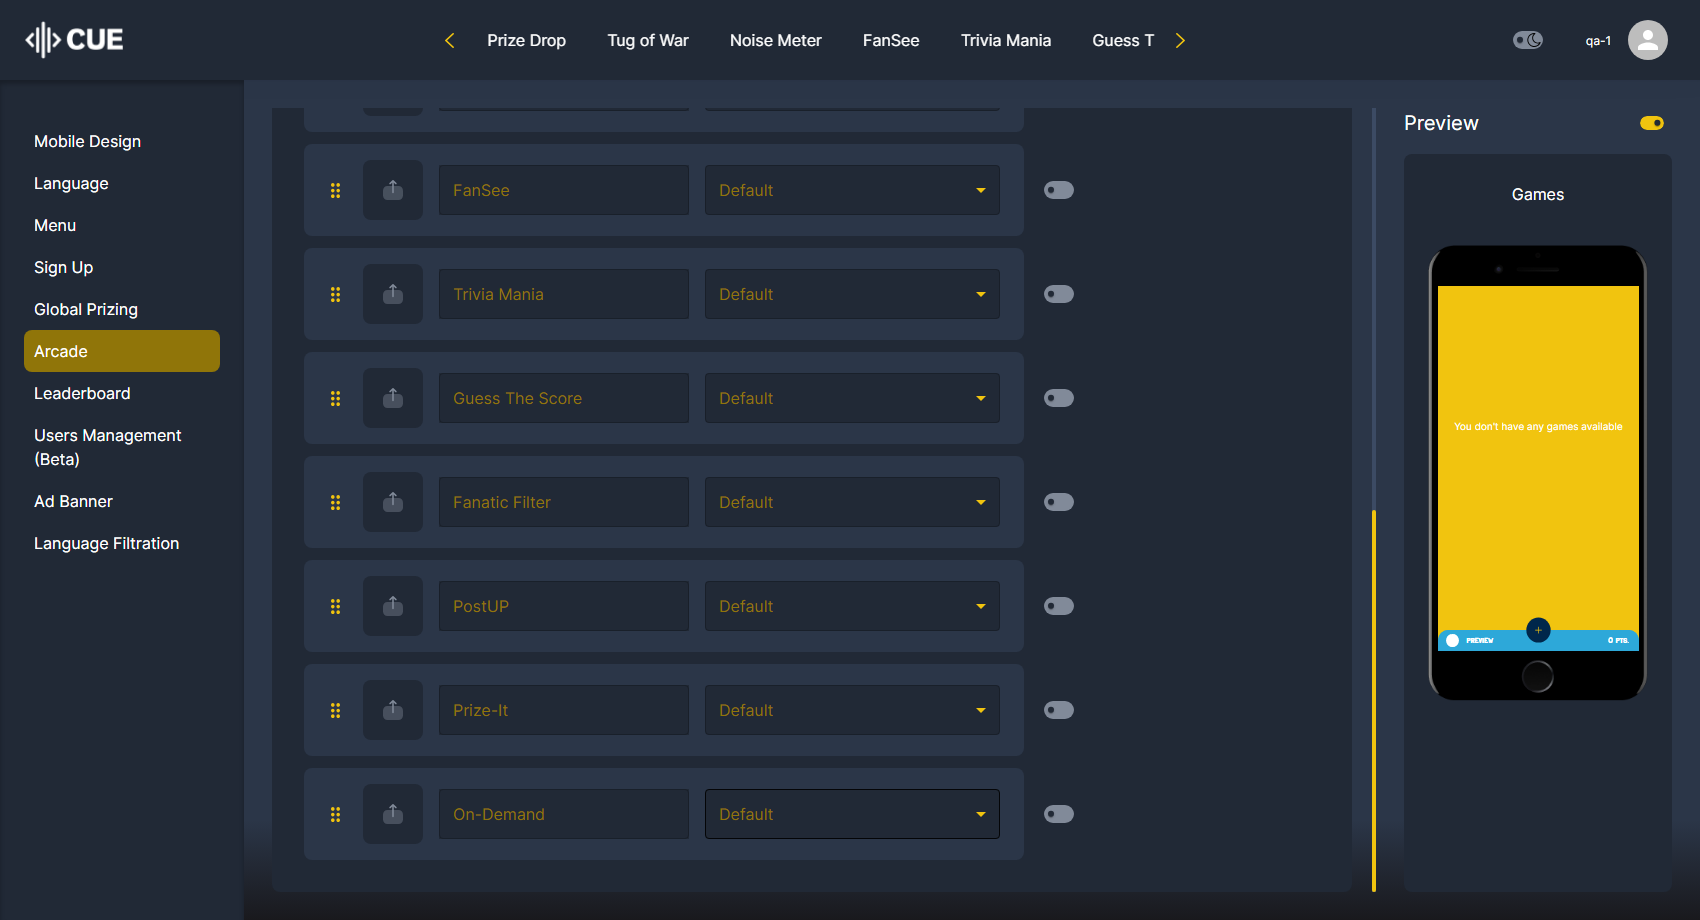 CUE
Prize Drop
Tug of War
Noise Meter
FanSee
Trivia Mania
Guess T
qa-1
Mobile Design
Language
Menu
Sign Up
Global Prizing
Arcade
Leaderboard
Users Management
(Beta)
Ad Banner
Language Filtration
FanSee
Default
Trivia Mania
Default
Guess The Score
Default
Fanatic Filter
Default
PostUP
Default
Prize-It
Default
On-Demand
Default
Preview
Games
You don't have any games available
PREVIEW
0 PTS.